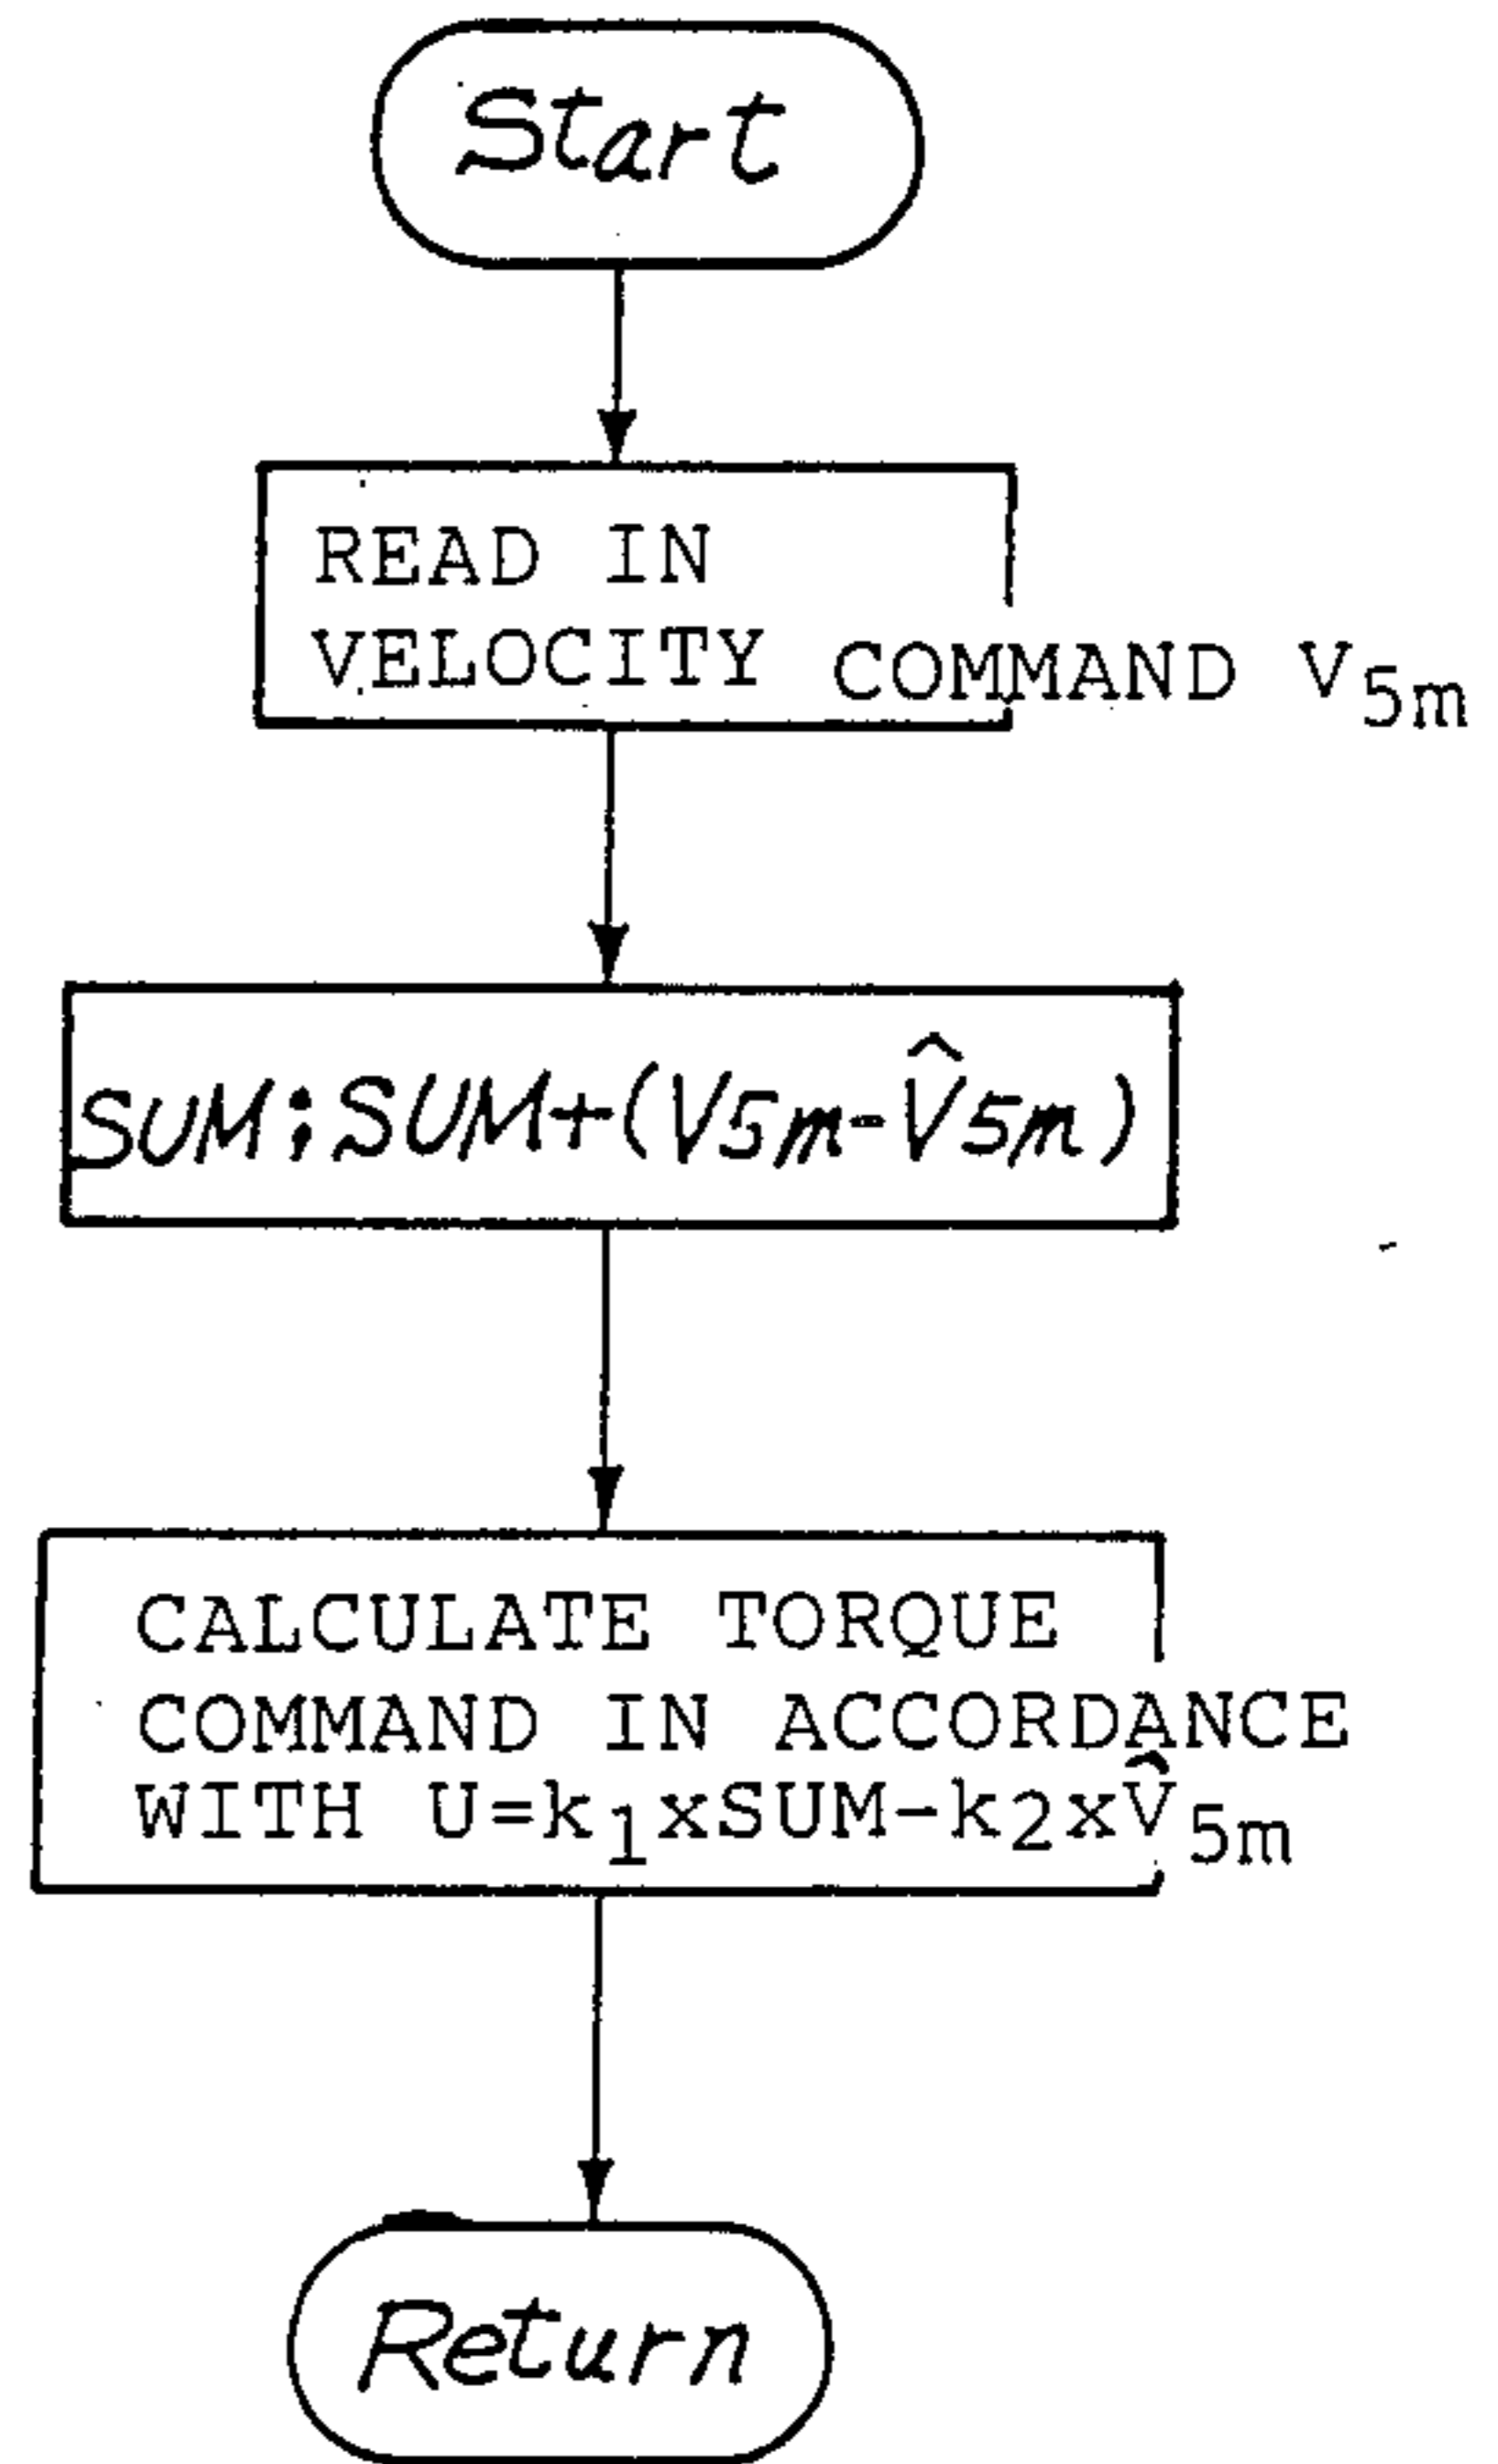 Start
READ IN
VELOCITY COMMAND V5m
SUM:SUM+(V5m-V̂5m)
CALCULATE TORQUE
COMMAND IN ACCORDANCE
WITH U=k1xSUM-k2xV̂5m
Return